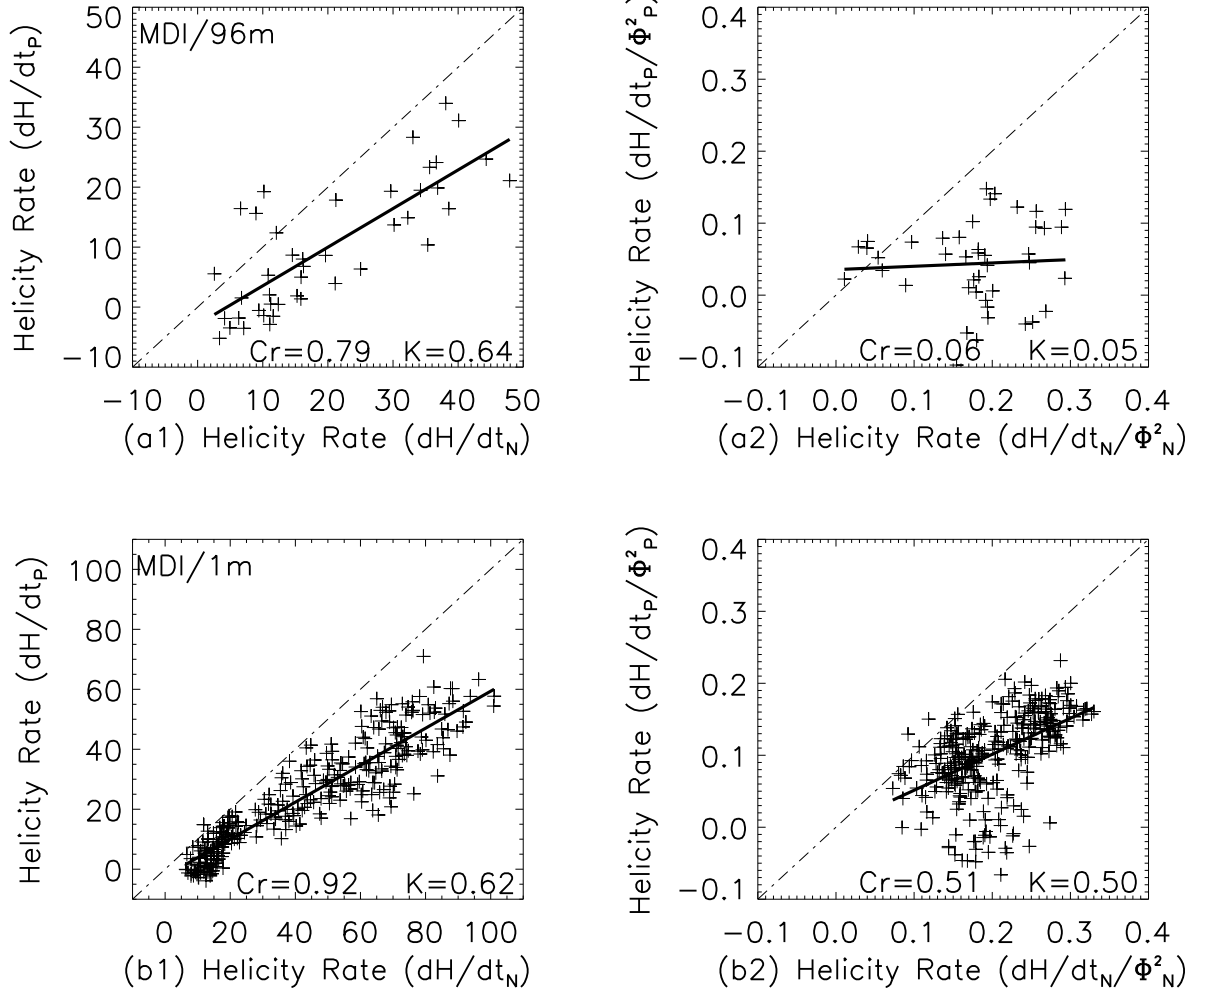 MDI/96m
Helicity Rate (dH/dt_P)
50
40
30
20
10
0
−10
Cr=0.79 K=0.64
−10 0 10 20 30 40 50
(a1) Helicity Rate (dH/dt_N)
Helicity Rate (dH/dt_P/Φ²_P)
0.4
0.3
0.2
0.1
0.0
−0.1
Cr=0.06 K=0.05
−0.1 0.0 0.1 0.2 0.3 0.4
(a2) Helicity Rate (dH/dt_N/Φ²_N)
MDI/1m
Helicity Rate (dH/dt_P)
100
80
60
40
20
0
Cr=0.92 K=0.62
0 20 40 60 80 100
(b1) Helicity Rate (dH/dt_N)
Helicity Rate (dH/dt_P/Φ²_P)
0.4
0.3
0.2
0.1
0.0
−0.1
Cr=0.51 K=0.50
−0.1 0.0 0.1 0.2 0.3 0.4
(b2) Helicity Rate (dH/dt_N/Φ²_N)